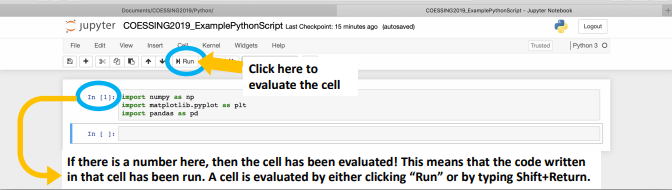 Documents/COESSING2019/Python/
COESSING2019_ExamplePythonScript - Jupyter Notebook
jupyter COESSING2019_ExamplePythonScript Last Checkpoint: 15 minutes ago (autosaved)
Logout
File Edit View Insert Cell Kernel Widgets Help
Trusted Python 3
Run
Click here to
evaluate the cell
In [1]: import numpy as np
import matplotlib.pyplot as plt
import pandas as pd
In [ ]:
If there is a number here, then the cell has been evaluated! This means that the code written
in that cell has been run. A cell is evaluated by either clicking “Run” or by typing Shift+Return.